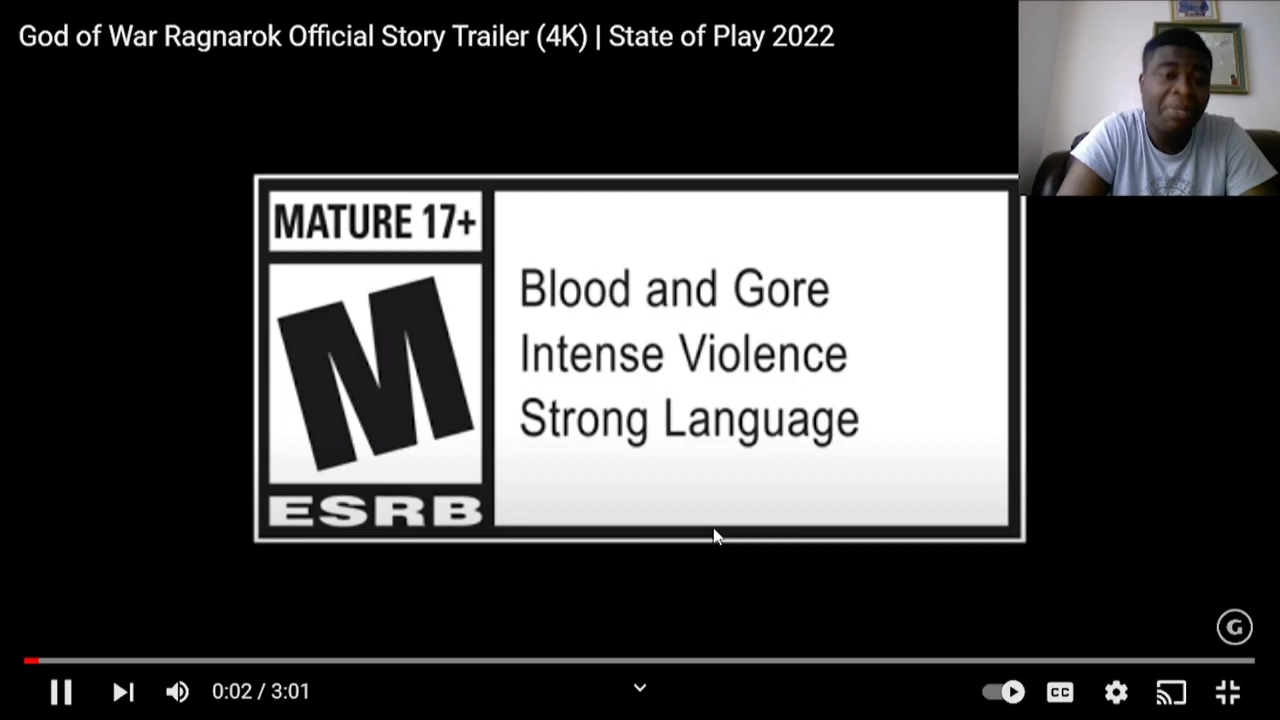 God of War Ragnarok Official Story Trailer (4K) | State of Play 2022
MATURE 17+
M
ESRB
Blood and Gore
Intense Violence
Strong Language
G
0:02 / 3:01
CC